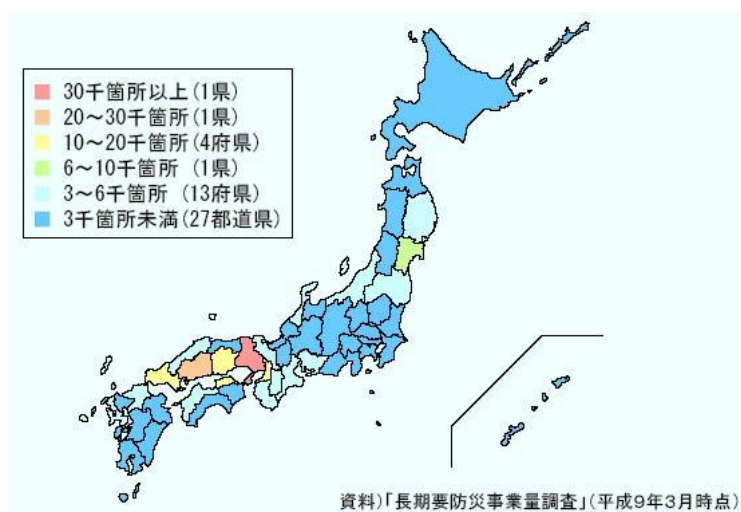 30千箇所以上(1県)
20～30千箇所(1県)
10～20千箇所(4府県)
6～10千箇所 (1県)
3～6千箇所 (13府県)
3千箇所未満(27都道県)
資料)「長期要防災事業量調査」(平成9年3月時点)